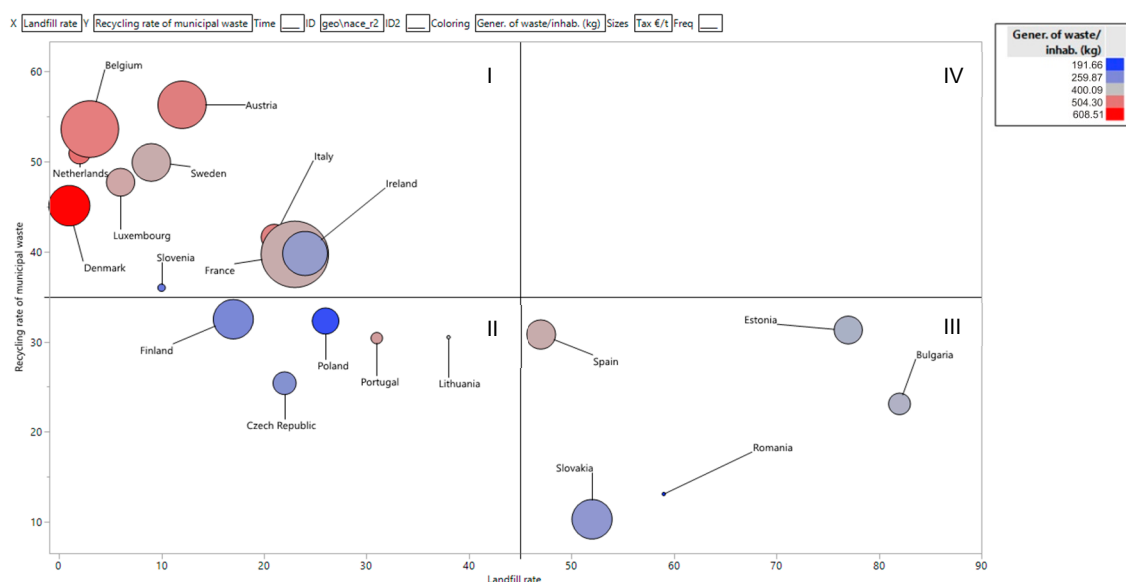 X Landfill rate Y Recycling rate of municipal waste Time ___ ID geo\nace_r2 ID2 ___ Coloring Gener. of waste/inhab. (kg) Sizes Tax €/t Freq ___
Gener. of waste/
inhab. (kg)
191.66
259.87
400.09
504.30
608.51
I
IV
Belgium
Austria
Netherlands
Sweden
Italy
Ireland
Luxembourg
Denmark
Slovenia
France
II
III
Finland
Poland
Portugal
Lithuania
Czech Republic
Spain
Estonia
Bulgaria
Slovakia
Romania
Recycling rate of municipal waste
60
50
40
30
20
10
0 10 20 30 40 50 60 70 80 90
Landfill rate